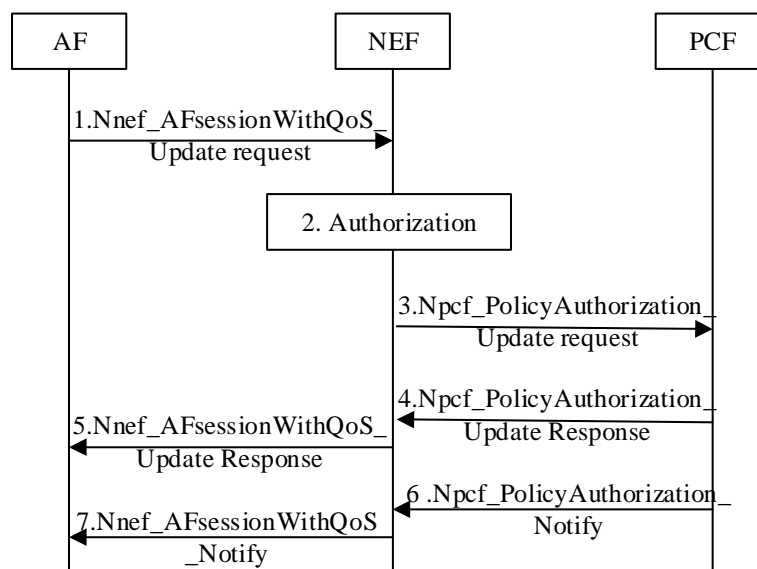 AF
NEF
PCF
1.Nnef_AFsessionWithQoS_
Update request
2. Authorization
3.Npcf_PolicyAuthorization_
Update request
4.Npcf_PolicyAuthorization_
Update Response
5.Nnef_AFsessionWithQoS_
Update Response
6 .Npcf_PolicyAuthorization_
Notify
7.Nnef_AFsessionWithQoS
_Notify